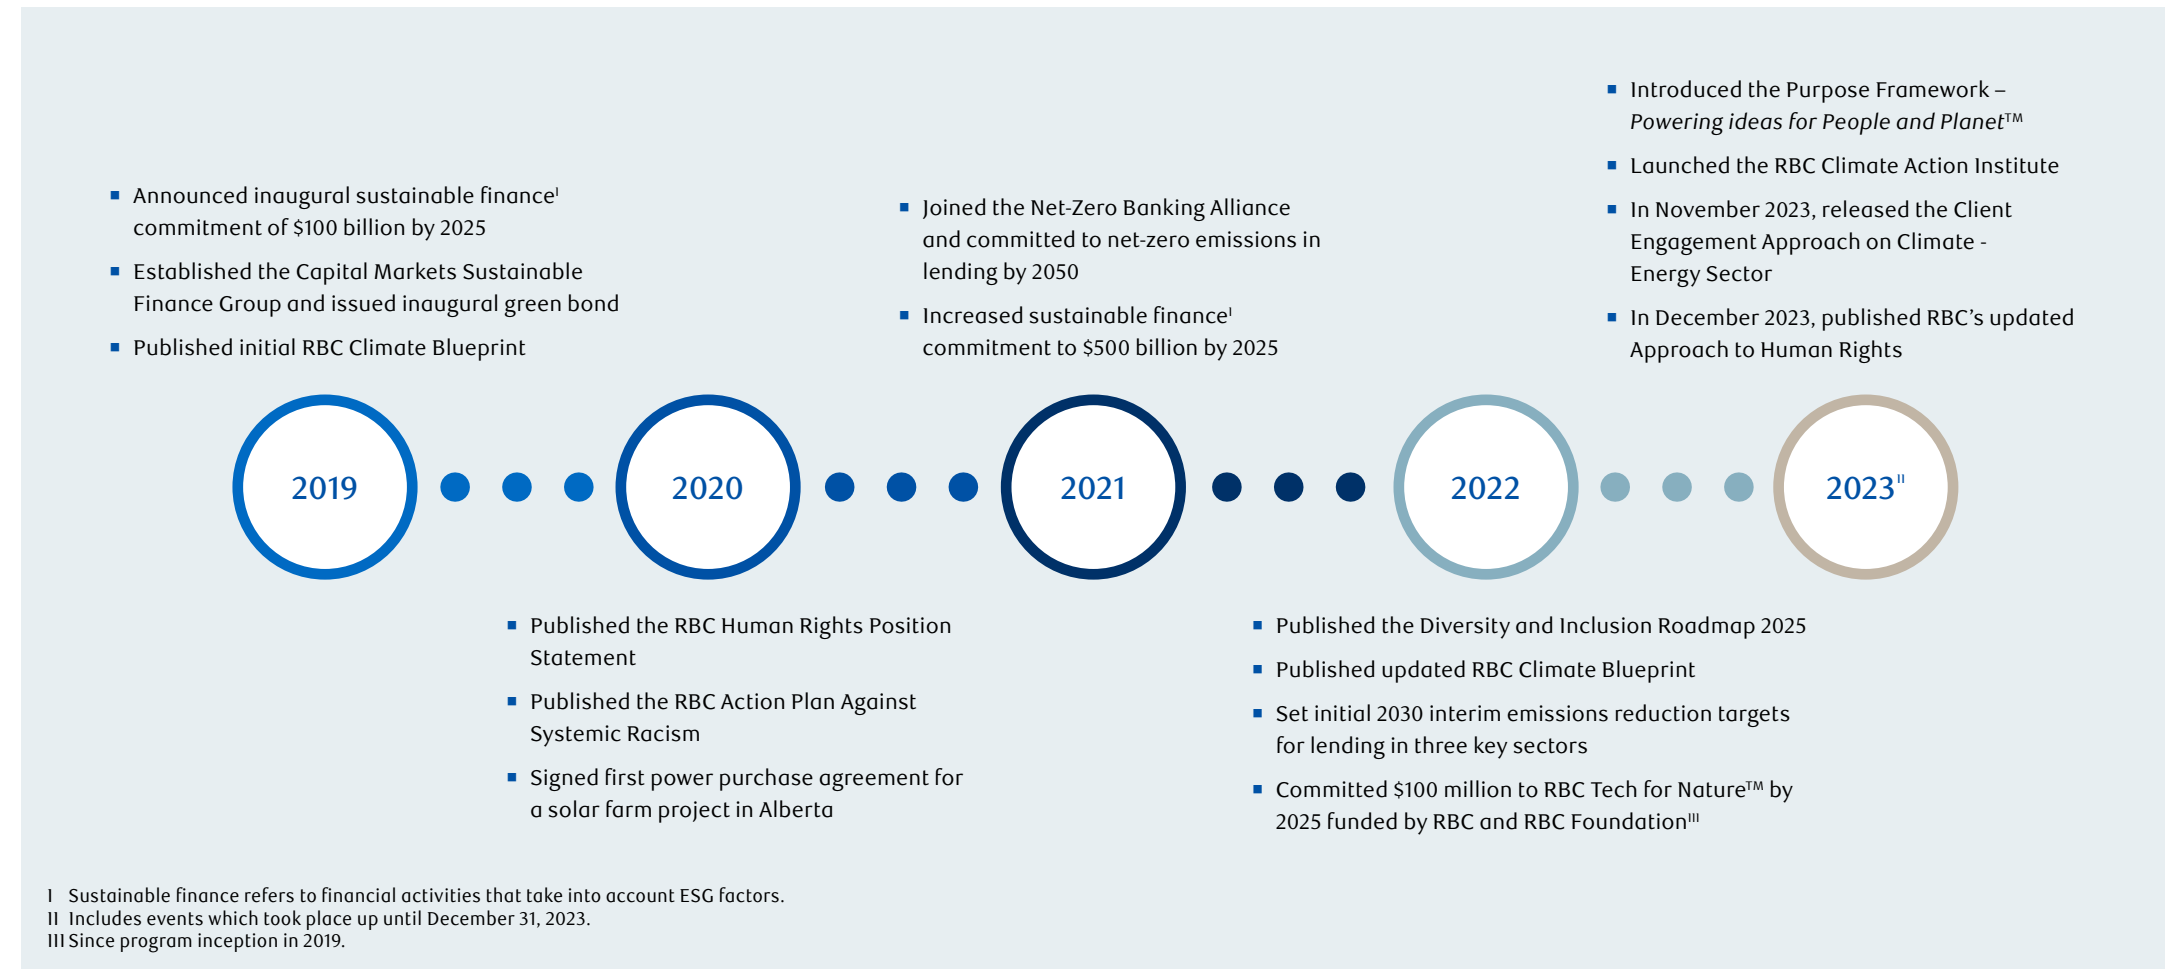 ▪ Announced inaugural sustainable financeᴵ
commitment of $100 billion by 2025
▪ Established the Capital Markets Sustainable
Finance Group and issued inaugural green bond
▪ Published initial RBC Climate Blueprint
▪ Joined the Net-Zero Banking Alliance
and committed to net-zero emissions in
lending by 2050
▪ Increased sustainable financeᴵ
commitment to $500 billion by 2025
▪ Introduced the Purpose Framework –
Powering ideas for People and Planet™
▪ Launched the RBC Climate Action Institute
▪ In November 2023, released the Client
Engagement Approach on Climate -
Energy Sector
▪ In December 2023, published RBC’s updated
Approach to Human Rights
2019
2020
2021
2022
2023ᴵᴵ
▪ Published the RBC Human Rights Position
Statement
▪ Published the RBC Action Plan Against
Systemic Racism
▪ Signed first power purchase agreement for
a solar farm project in Alberta
▪ Published the Diversity and Inclusion Roadmap 2025
▪ Published updated RBC Climate Blueprint
▪ Set initial 2030 interim emissions reduction targets
for lending in three key sectors
▪ Committed $100 million to RBC Tech for Nature™ by
2025 funded by RBC and RBC Foundationᴵᴵᴵ
I Sustainable finance refers to financial activities that take into account ESG factors.
II Includes events which took place up until December 31, 2023.
III Since program inception in 2019.